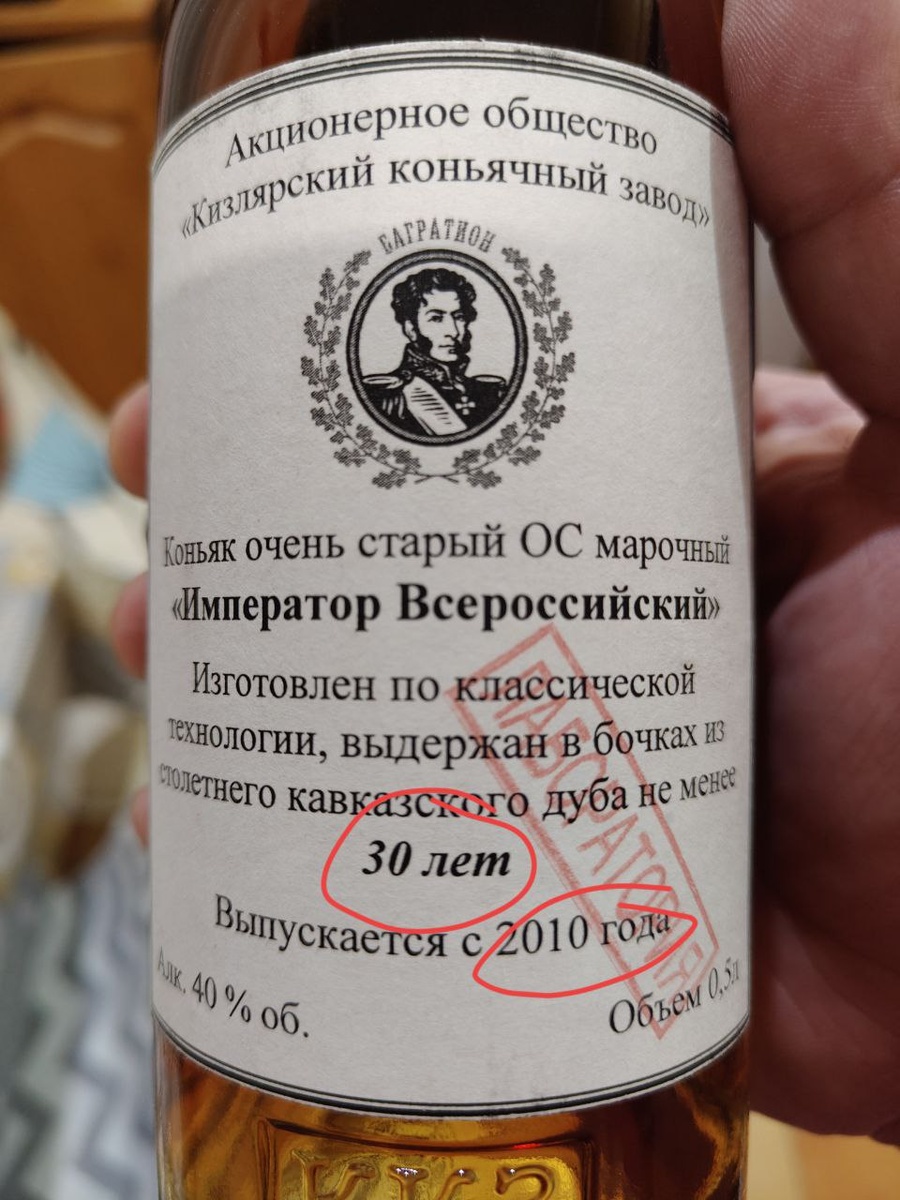 Акционерное общество
«Кизлярский коньячный завод»
БАГРАТИОН
Коньяк очень старый ОС марочный
«Император Всероссийский»
Изготовлен по классической
технологии, выдержан в бочках из
столетнего кавказского дуба не менее
30 лет
Выпускается с 2010 года
Алк. 40 % об.
Объем 0,5л
ЛАБОРАТОРИЯ
ККЗ